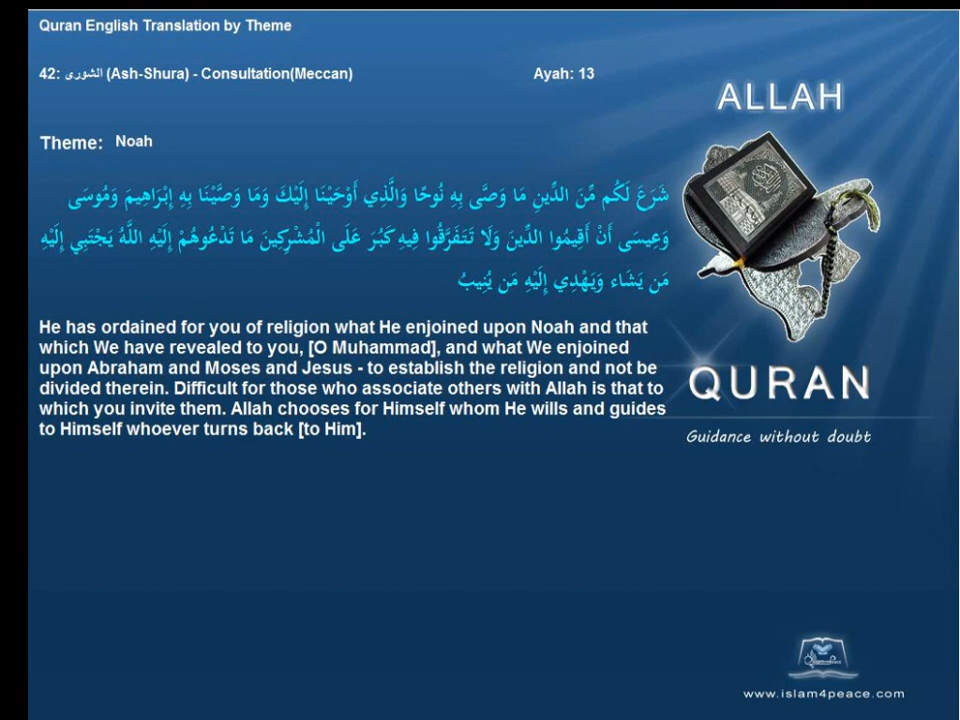 Quran English Translation by Theme
42: الشورى (Ash-Shura) - Consultation(Meccan) Ayah: 13
Theme: Noah
شَرَعَ لَكُم مِّنَ الدِّينِ مَا وَصَّى بِهِ نُوحًا وَالَّذِي أَوْحَيْنَا إِلَيْكَ وَمَا وَصَّيْنَا بِهِ إِبْرَاهِيمَ وَمُوسَى
وَعِيسَى أَنْ أَقِيمُوا الدِّينَ وَلَا تَتَفَرَّقُوا فِيهِ كَبُرَ عَلَى الْمُشْرِكِينَ مَا تَدْعُوهُمْ إِلَيْهِ اللَّهُ يَجْتَبِي إِلَيْهِ
مَن يَشَاء وَيَهْدِي إِلَيْهِ مَن يُنِيبُ
He has ordained for you of religion what He enjoined upon Noah and that
which We have revealed to you, [O Muhammad], and what We enjoined
upon Abraham and Moses and Jesus - to establish the religion and not be
divided therein. Difficult for those who associate others with Allah is that to
which you invite them. Allah chooses for Himself whom He wills and guides
to Himself whoever turns back [to Him].
ALLAH
QURAN
Guidance without doubt
www.islam4peace.com